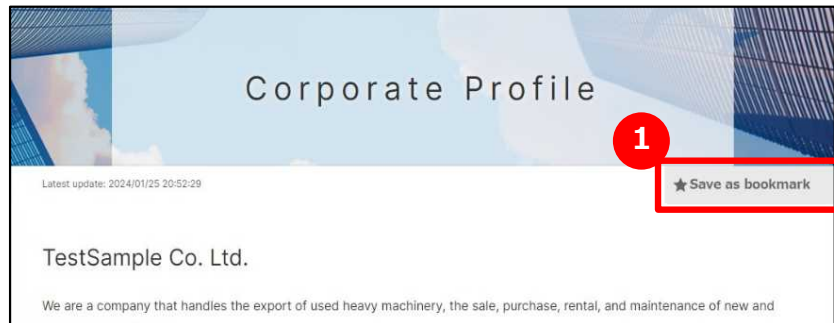 Corporate Profile
1
Latest update: 2024/01/25 20:52:29
★Save as bookmark
TestSample Co. Ltd.
We are a company that handles the export of used heavy machinery, the sale, purchase, rental, and maintenance of new and